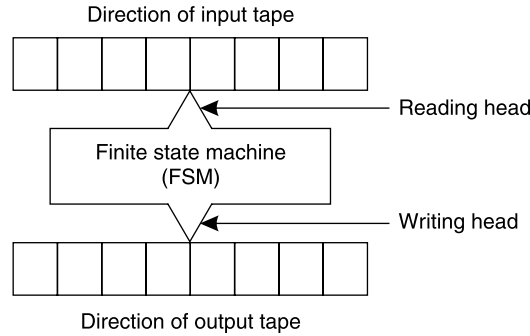 Direction of input tape
Reading head
Finite state machine
(FSM)
Writing head
Direction of output tape